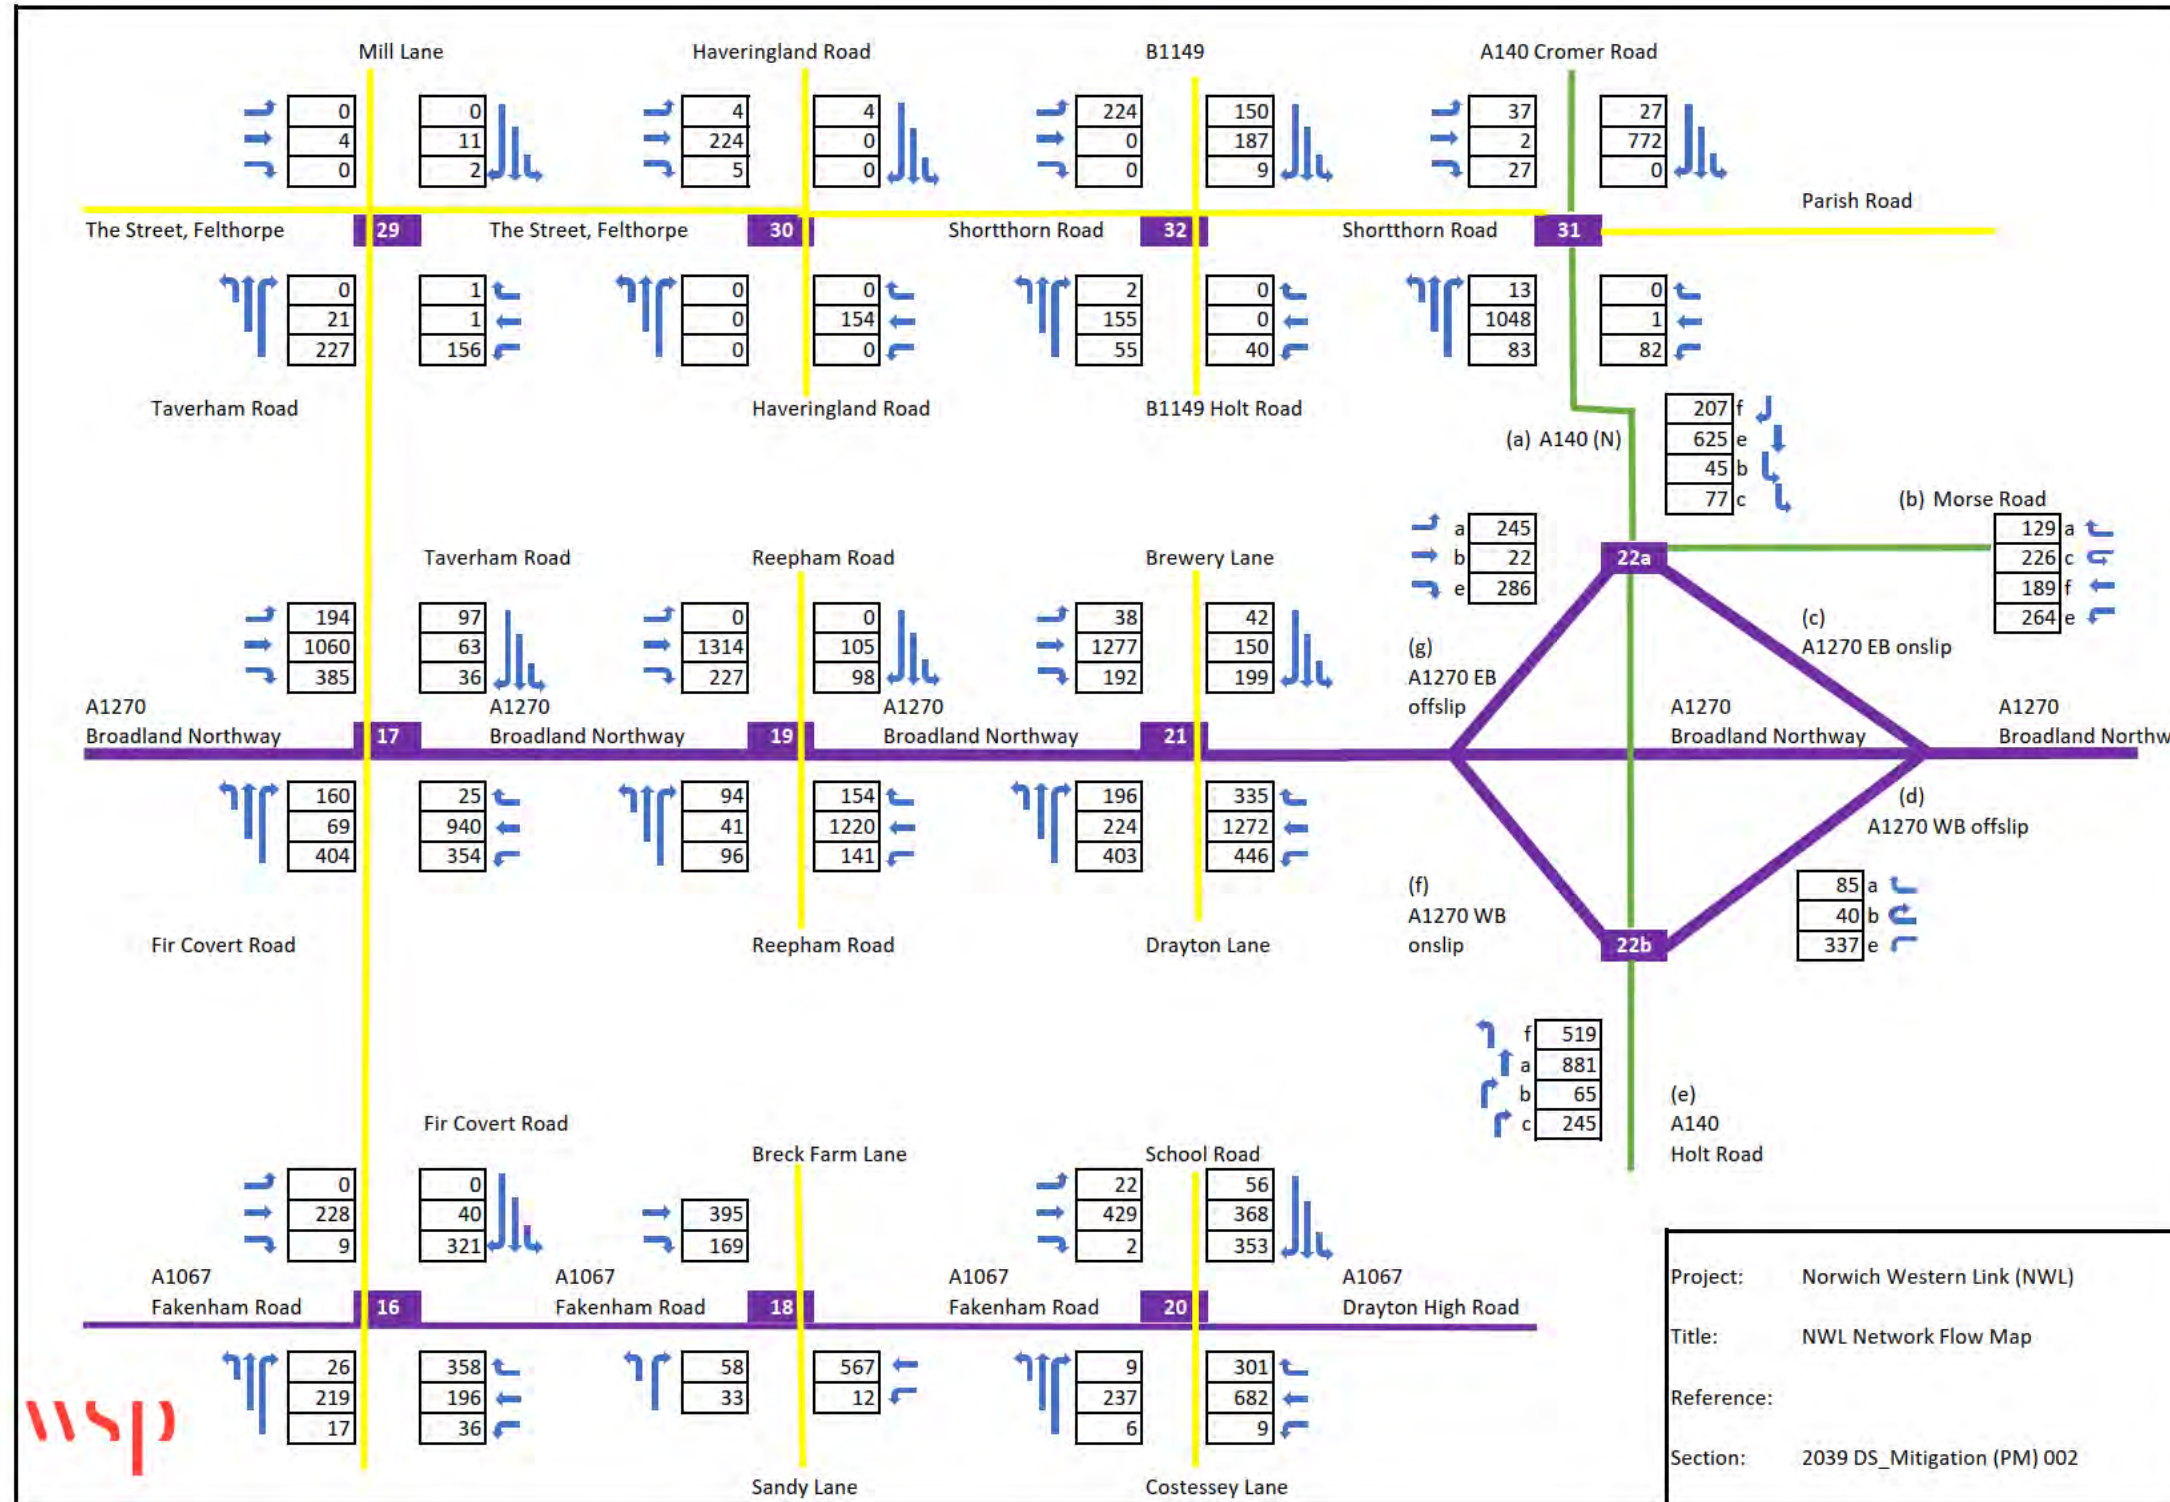 Mill Lane Haveringland Road B1149 A140 Cromer Road
0 0 4 4 224 150 37 27
4 11 224 0 0 187 2 772
0 2 5 0 0 9 27 0
Parish Road
The Street, Felthorpe 29 The Street, Felthorpe 30 Shortthorn Road 32 Shortthorn Road 31
0 1 0 0 2 0 13 0
21 1 0 154 155 0 1048 1
227 156 0 0 55 40 83 82
Taverham Road Haveringland Road B1149 Holt Road
207 f
(a) A140 (N) 625 e
45 b
77 c
(b) Morse Road
a 245 129 a
b 22 226 c
e 286 189 f
264 e
22a
Taverham Road Reepham Road Brewery Lane
194 97 0 0 38 42
1060 63 1314 105 1277 150
385 36 227 98 192 199
(c)
A1270 EB onslip
(g)
A1270 EB
offslip
A1270 A1270 A1270 A1270 A1270
Broadland Northway 17 Broadland Northway 19 Broadland Northway 21 Broadland Northway Broadland Northw
160 25 94 154 196 335
69 940 41 1220 224 1272
404 354 96 141 403 446
(d)
A1270 WB offslip
(f)
A1270 WB
onslip
85 a
40 b
337 e
Fir Covert Road Reepham Road Drayton Lane 22b
f 519
a 881
b 65
c 245
(e)
A140
Holt Road
Fir Covert Road Breck Farm Lane School Road
0 0 22 56
228 40 395 429 368
9 321 169 2 353
A1067 A1067 A1067 A1067
Fakenham Road 16 Fakenham Road 18 Fakenham Road 20 Drayton High Road
26 358 58 567 9 301
219 196 33 12 237 682
17 36 6 9
Sandy Lane Costessey Lane
wsp
Project: Norwich Western Link (NWL)
Title: NWL Network Flow Map
Reference:
Section: 2039 DS_Mitigation (PM) 002